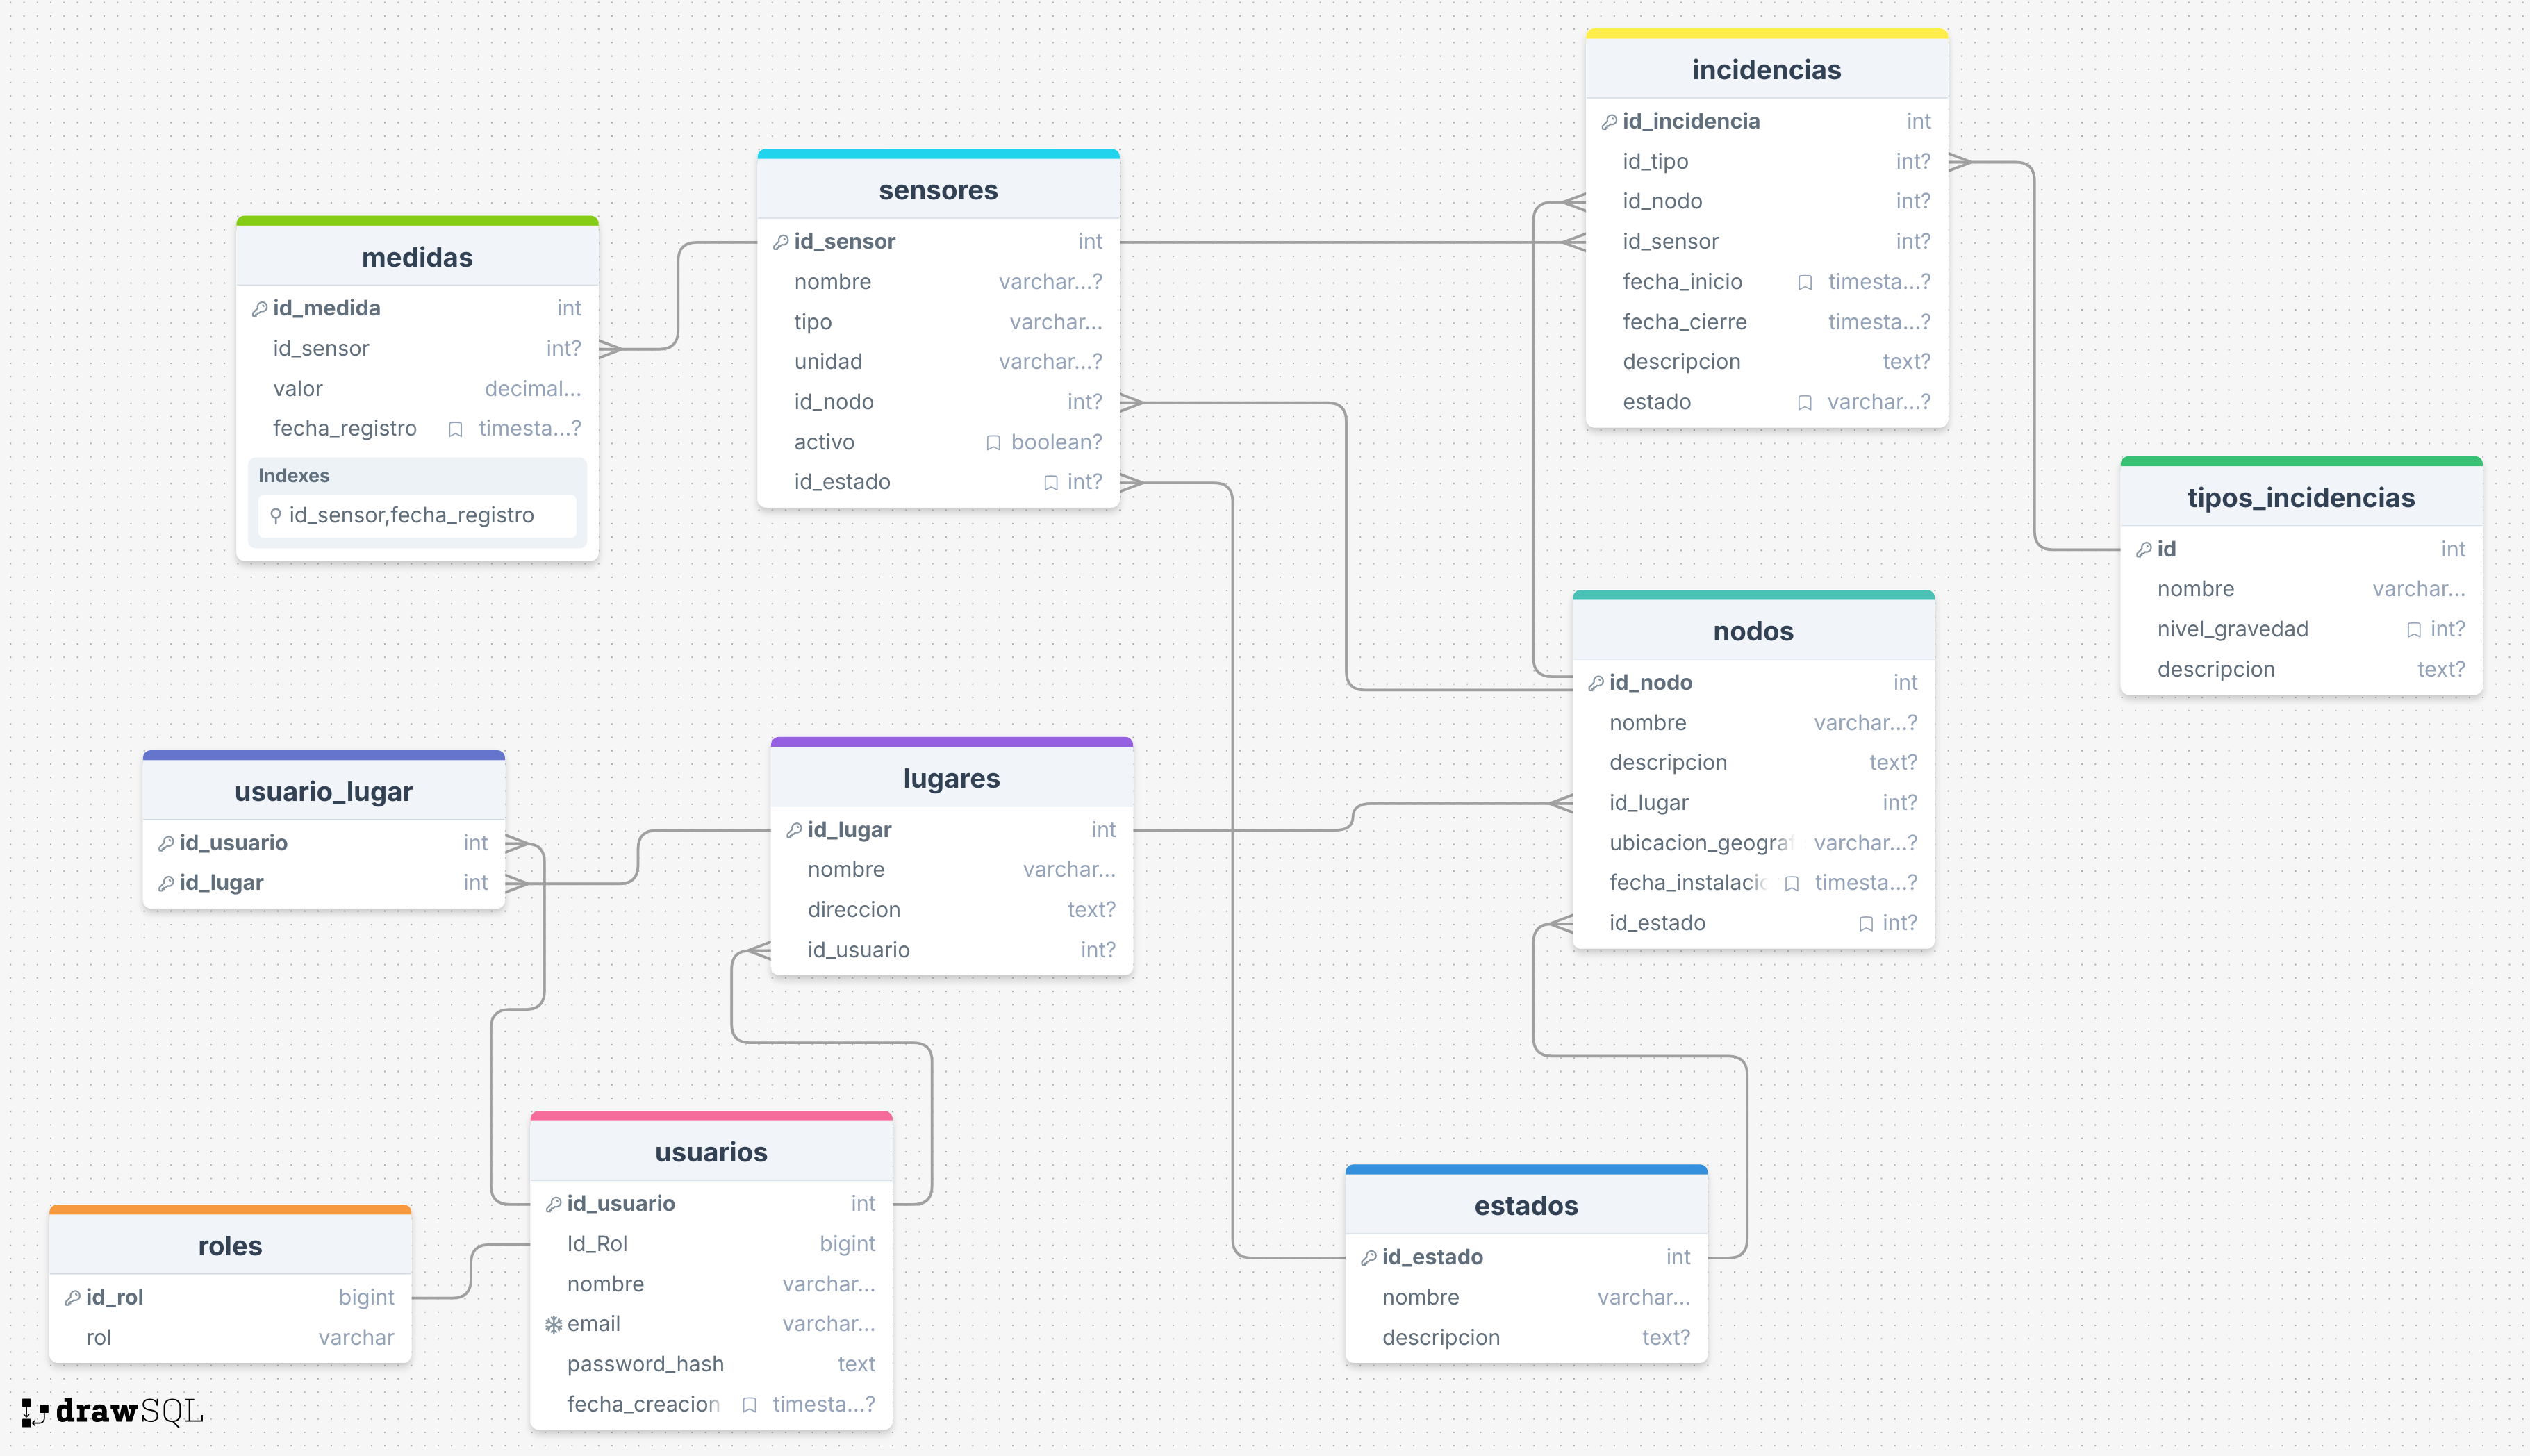 incidencias
id_incidencia int
id_tipo int?
id_nodo int?
id_sensor int?
fecha_inicio timesta...?
fecha_cierre timesta...?
descripcion text?
estado varchar...?
sensores
id_sensor int
nombre varchar...?
tipo varchar...
unidad varchar...?
id_nodo int?
activo boolean?
id_estado int?
medidas
id_medida int
id_sensor int?
valor decimal...
fecha_registro timesta...?
Indexes
id_sensor,fecha_registro
tipos_incidencias
id int
nombre varchar...
nivel_gravedad int?
descripcion text?
nodos
id_nodo int
nombre varchar...?
descripcion text?
id_lugar int?
ubicacion_geograf varchar...?
fecha_instalacic timesta...?
id_estado int?
lugares
id_lugar int
nombre varchar...
direccion text?
id_usuario int?
usuario_lugar
id_usuario int
id_lugar int
usuarios
id_usuario int
Id_Rol bigint
nombre varchar...
email varchar...
password_hash text
fecha_creacion timesta...?
estados
id_estado int
nombre varchar...
descripcion text?
roles
id_rol bigint
rol varchar
drawSQL